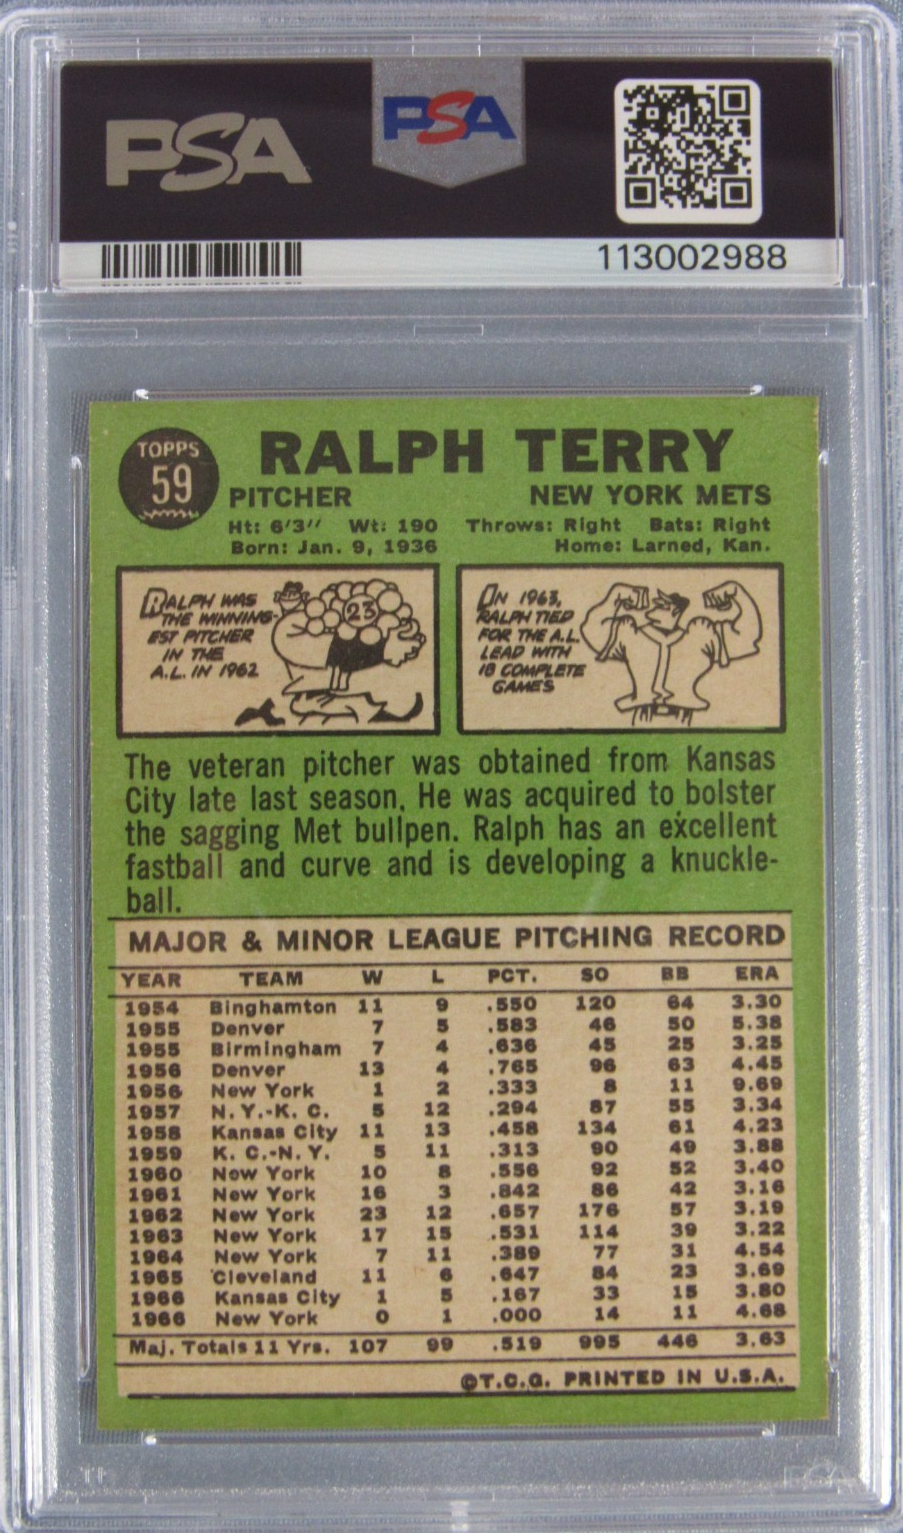 PSA
PSA
113002988
TOPPS
59
RALPH TERRY
PITCHER NEW YORK METS
Ht: 6'3'' Wt: 190 Throws: Right Bats: Right
Born: Jan. 9, 1936 Home: Larned, Kan.
RALPH WAS
THE WINNING-
EST PITCHER
IN THE
A.L. IN 1962
23
IN 1963,
RALPH TIED
FOR THE A.L.
LEAD WITH
18 COMPLETE
GAMES
The veteran pitcher was obtained from Kansas
City late last season. He was acquired to bolster
the sagging Met bullpen. Ralph has an excellent
fastball and curve and is developing a knuckle-
ball.
MAJOR & MINOR LEAGUE PITCHING RECORD
YEAR TEAM W L PCT. SO BB ERA
1954 Binghamton 11 9 .550 120 64 3.30
1955 Denver 7 5 .583 46 50 5.38
1955 Birmingham 7 4 .636 45 25 3.25
1956 Denver 13 4 .765 96 63 4.45
1956 New York 1 2 .333 8 11 9.69
1957 N.Y.-K.C. 5 12 .294 87 55 3.34
1958 Kansas City 11 13 .458 134 61 4.23
1959 K.C.-N.Y. 5 11 .313 90 49 3.88
1960 New York 10 8 .556 92 52 3.40
1961 New York 16 3 .842 86 42 3.16
1962 New York 23 12 .657 176 57 3.19
1963 New York 17 15 .531 114 39 3.22
1964 New York 7 11 .389 77 31 4.54
1965 Cleveland 11 6 .647 84 23 3.69
1966 Kansas City 1 5 .167 33 15 3.80
1966 New York 0 1 .000 14 11 4.68
Maj. Totals 11 Yrs. 107 99 .519 995 446 3.63
©T.C.G. PRINTED IN U.S.A.